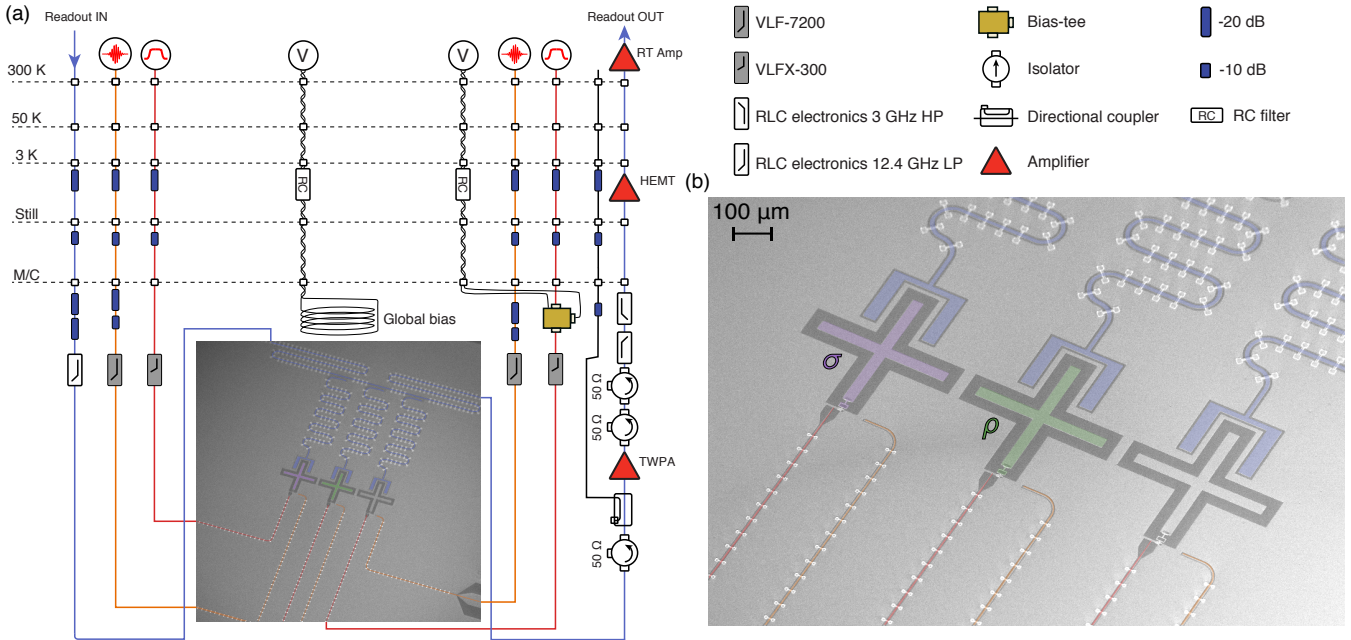 (a)
Readout IN
V
V
Readout OUT
RT Amp
300 K
50 K
3 K
RC
RC
HEMT
Still
M/C
Global bias
50 Ω
50 Ω
TWPA
50 Ω
VLF-7200
Bias-tee
-20 dB
VLFX-300
Isolator
-10 dB
RLC electronics 3 GHz HP
Directional coupler
RC
RC filter
RLC electronics 12.4 GHz LP
Amplifier
(b)
100 µm
σ
ρ